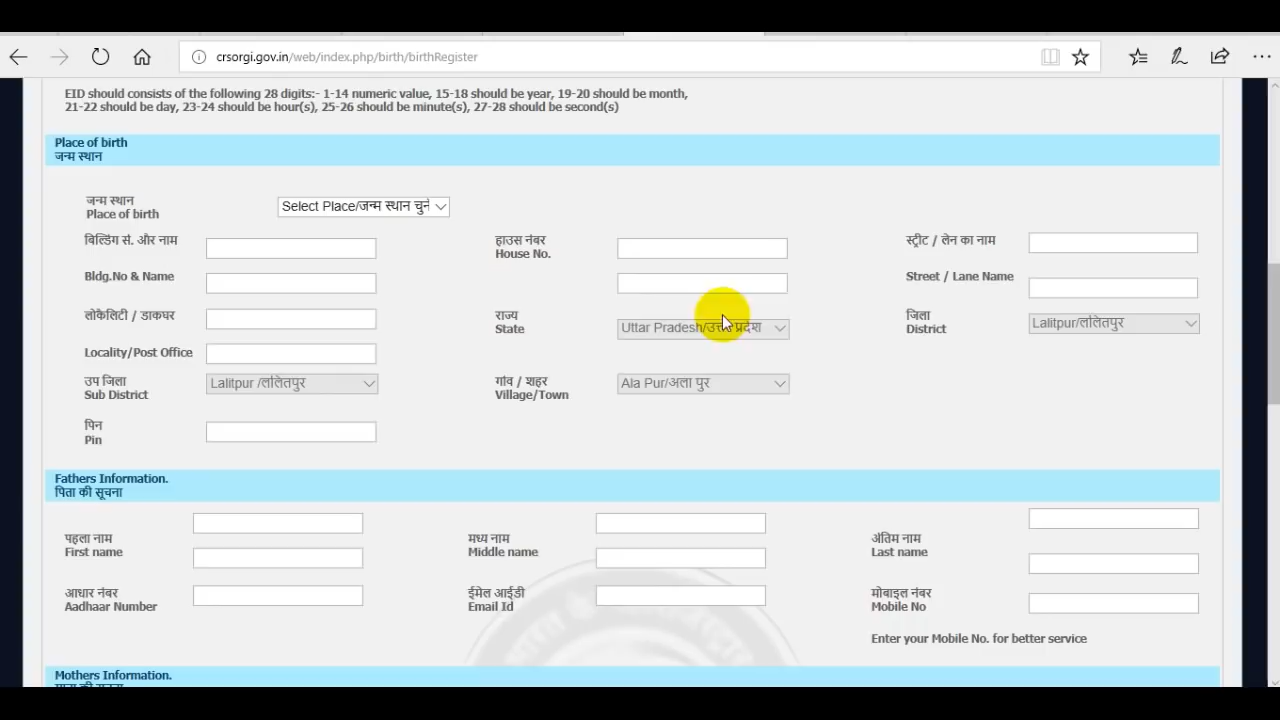 crsorgi.gov.in/web/index.php/birth/birthRegister
EID should consists of the following 28 digits:- 1-14 numeric value, 15-18 should be year, 19-20 should be month,
21-22 should be day, 23-24 should be hour(s), 25-26 should be minute(s), 27-28 should be second(s)
Place of birth
जन्म स्थान
जन्म स्थान
Place of birth
Select Place/जन्म स्थान चुनें
बिल्डिंग सं. और नाम
हाउस नंबर
House No.
स्ट्रीट / लेन का नाम
Bldg.No & Name
Street / Lane Name
लोकैलिटी / डाकघर
राज्य
State
Uttar Pradesh/उत्तर प्रदेश
जिला
District
Lalitpur/ललितपुर
Locality/Post Office
उप जिला
Sub District
Lalitpur /ललितपुर
गाँव / शहर
Village/Town
Ala Pur/अला पुर
पिन
Pin
Fathers Information.
पिता की सूचना
पहला नाम
First name
मध्य नाम
Middle name
अंतिम नाम
Last name
आधार नंबर
Aadhaar Number
ईमेल आईडी
Email Id
मोबाइल नंबर
Mobile No
Enter your Mobile No. for better service
Mothers Information.
माता की सूचना